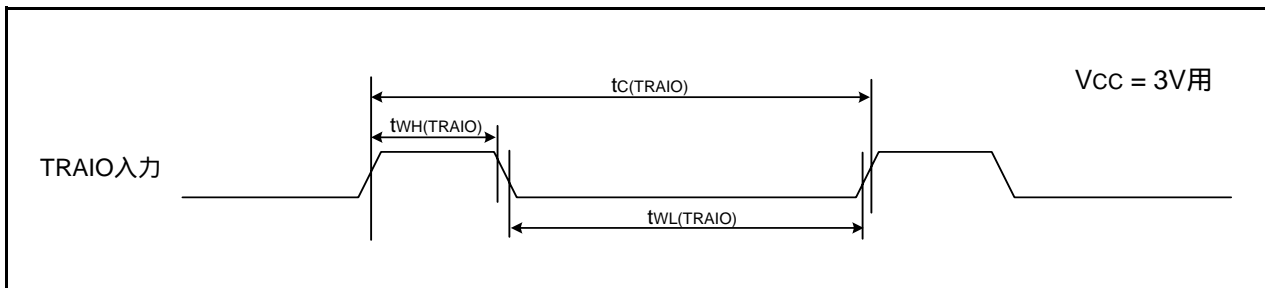 tC(TRAIO)
VCC = 3V用
tWH(TRAIO)
TRAIO入力
tWL(TRAIO)